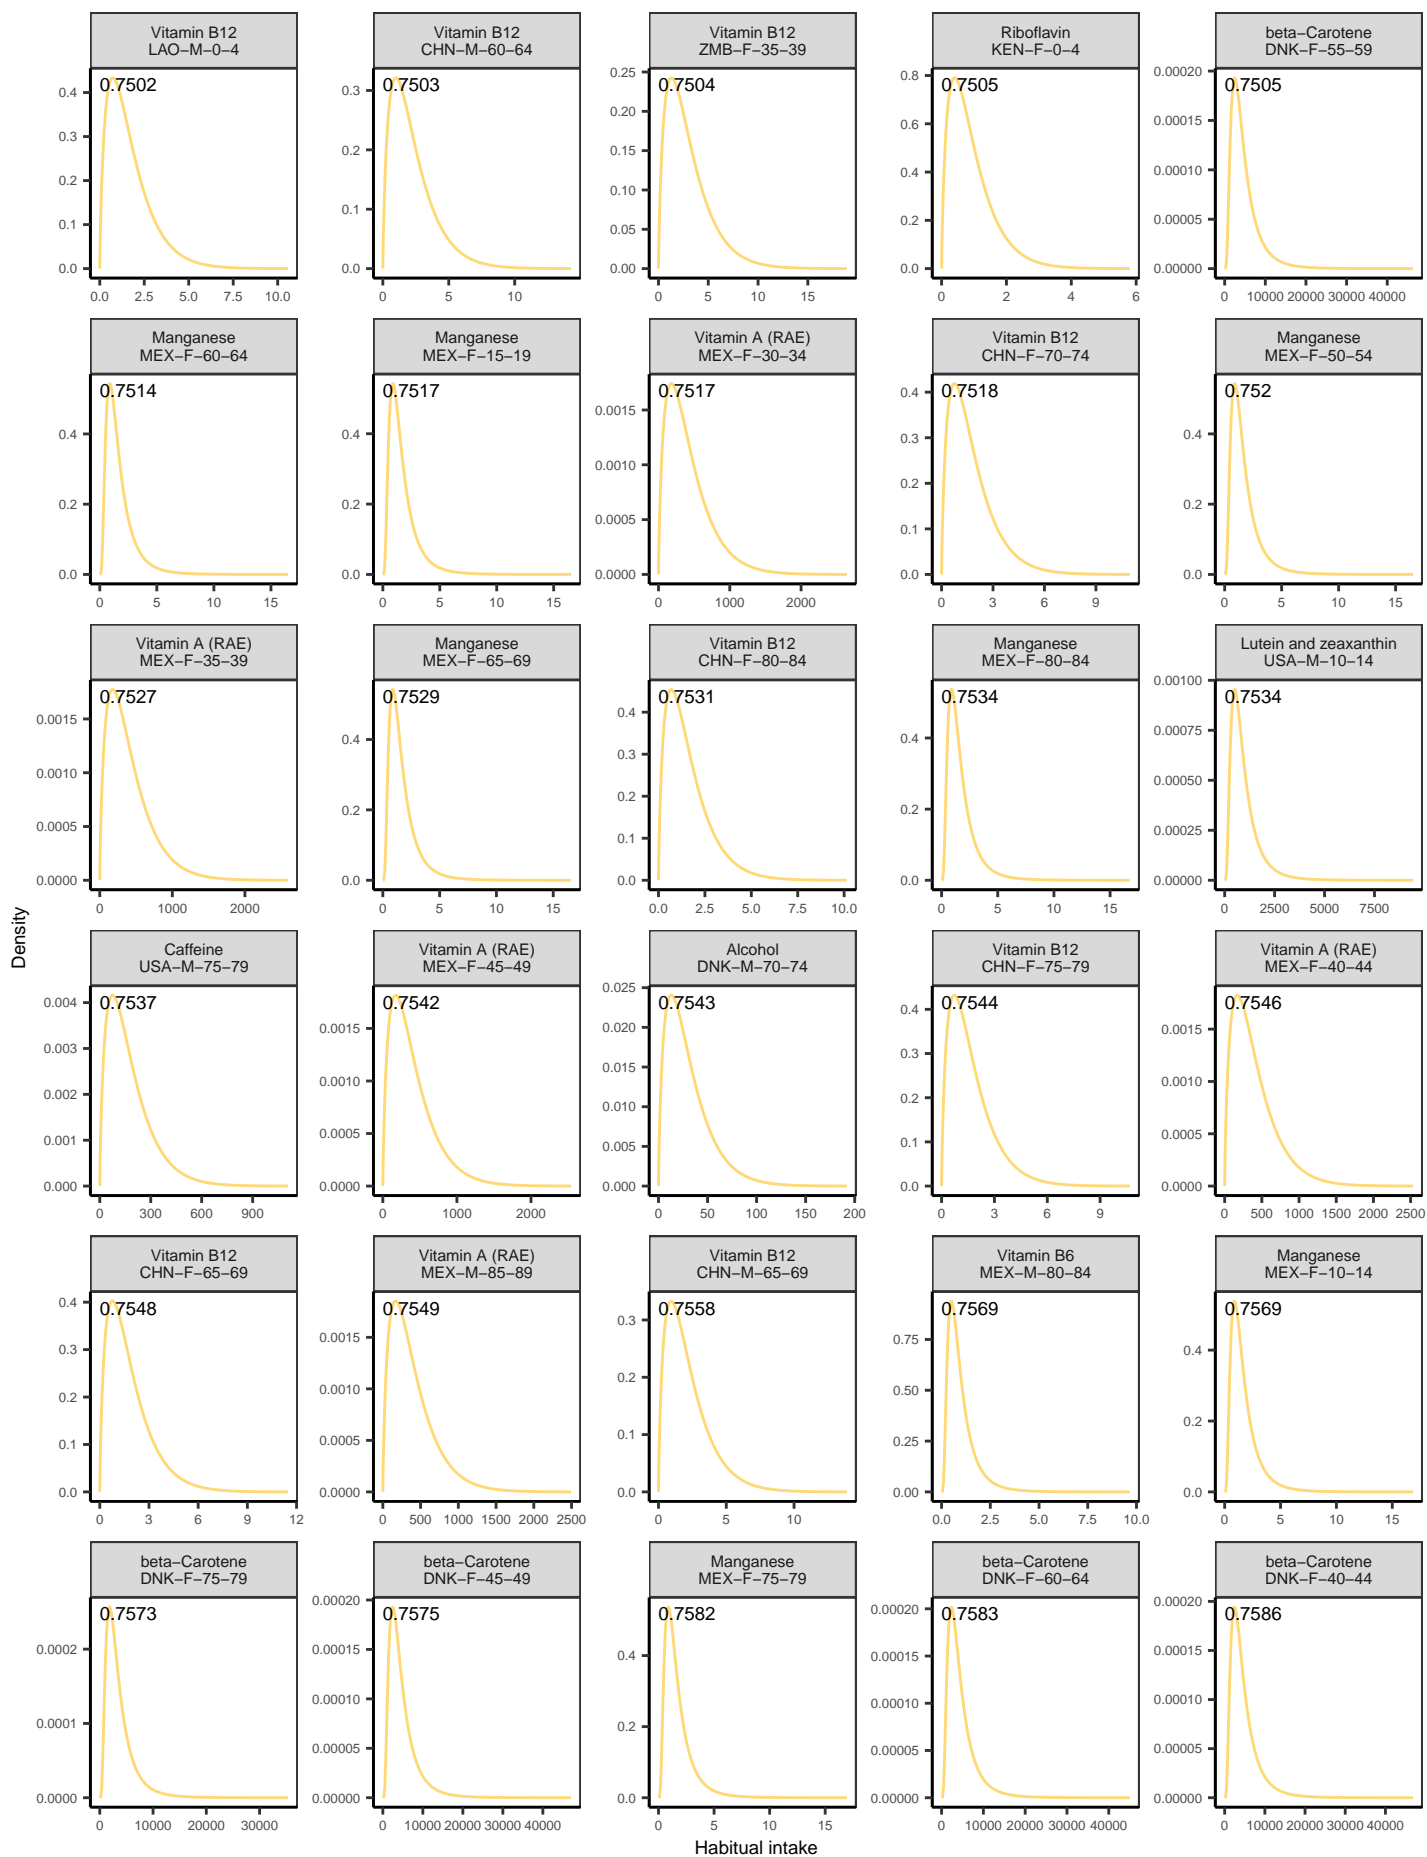 Vitamin B12
LAO−M−0−4
0.7502
0.4
0.3
0.2
0.1
0.0
0.0 2.5 5.0 7.5 10.0
Vitamin B12
CHN−M−60−64
0.7503
0.3
0.2
0.1
0.0
0 5 10
Vitamin B12
ZMB−F−35−39
0.7504
0.25
0.20
0.15
0.10
0.05
0.00
0 5 10 15
Riboflavin
KEN−F−0−4
0.7505
0.8
0.6
0.4
0.2
0.0
0 2 4 6
beta−Carotene
DNK−F−55−59
0.7505
0.00020
0.00015
0.00010
0.00005
0.00000
0 10000 20000 30000 40000
Manganese
MEX−F−60−64
0.7514
0.4
0.2
0.0
0 5 10 15
Manganese
MEX−F−15−19
0.7517
0.4
0.2
0.0
0 5 10 15
Vitamin A (RAE)
MEX−F−30−34
0.7517
0.0015
0.0010
0.0005
0.0000
0 1000 2000
Vitamin B12
CHN−F−70−74
0.7518
0.4
0.3
0.2
0.1
0.0
0 3 6 9
Manganese
MEX−F−50−54
0.752
0.4
0.2
0.0
0 5 10 15
Vitamin A (RAE)
MEX−F−35−39
0.7527
0.0015
0.0010
0.0005
0.0000
0 1000 2000
Manganese
MEX−F−65−69
0.7529
0.4
0.2
0.0
0 5 10 15
Vitamin B12
CHN−F−80−84
0.7531
0.4
0.3
0.2
0.1
0.0
0.0 2.5 5.0 7.5 10.0
Manganese
MEX−F−80−84
0.7534
0.4
0.2
0.0
0 5 10 15
Lutein and zeaxanthin
USA−M−10−14
0.7534
0.00100
0.00075
0.00050
0.00025
0.00000
0 2500 5000 7500
Density
Caffeine
USA−M−75−79
0.7537
0.004
0.003
0.002
0.001
0.000
0 300 600 900
Vitamin A (RAE)
MEX−F−45−49
0.7542
0.0015
0.0010
0.0005
0.0000
0 1000 2000
Alcohol
DNK−M−70−74
0.7543
0.025
0.020
0.015
0.010
0.005
0.000
0 50 100 150 200
Vitamin B12
CHN−F−75−79
0.7544
0.4
0.3
0.2
0.1
0.0
0 3 6 9
Vitamin A (RAE)
MEX−F−40−44
0.7546
0.0015
0.0010
0.0005
0.0000
0 500 1000 1500 2000 2500
Vitamin B12
CHN−F−65−69
0.7548
0.4
0.3
0.2
0.1
0.0
0 3 6 9 12
Vitamin A (RAE)
MEX−M−85−89
0.7549
0.0015
0.0010
0.0005
0.0000
0 500 1000 1500 2000 2500
Vitamin B12
CHN−M−65−69
0.7558
0.3
0.2
0.1
0.0
0 5 10
Vitamin B6
MEX−M−80−84
0.7569
0.75
0.50
0.25
0.00
0.0 2.5 5.0 7.5 10.0
Manganese
MEX−F−10−14
0.7569
0.4
0.2
0.0
0 5 10 15
beta−Carotene
DNK−F−75−79
0.7573
0.0002
0.0001
0.0000
0 10000 20000 30000
beta−Carotene
DNK−F−45−49
0.7575
0.00020
0.00015
0.00010
0.00005
0.00000
0 10000 20000 30000 40000
Manganese
MEX−F−75−79
0.7582
0.4
0.2
0.0
0 5 10 15
beta−Carotene
DNK−F−60−64
0.7583
0.00020
0.00015
0.00010
0.00005
0.00000
0 10000 20000 30000 40000
beta−Carotene
DNK−F−40−44
0.7586
0.00020
0.00015
0.00010
0.00005
0.00000
0 10000 20000 30000 40000
Habitual intake